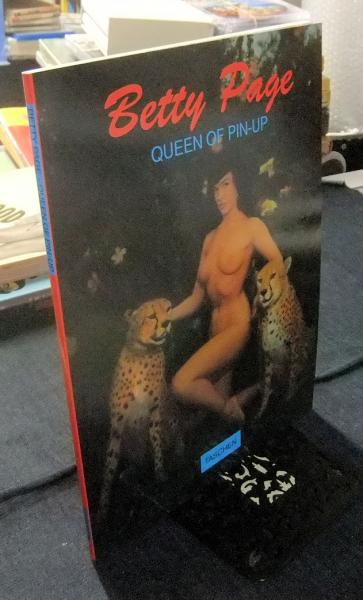 Betty Page
QUEEN OF PIN-UP
TASCHEN
BETTY PAGE QUEEN OF PIN-UP